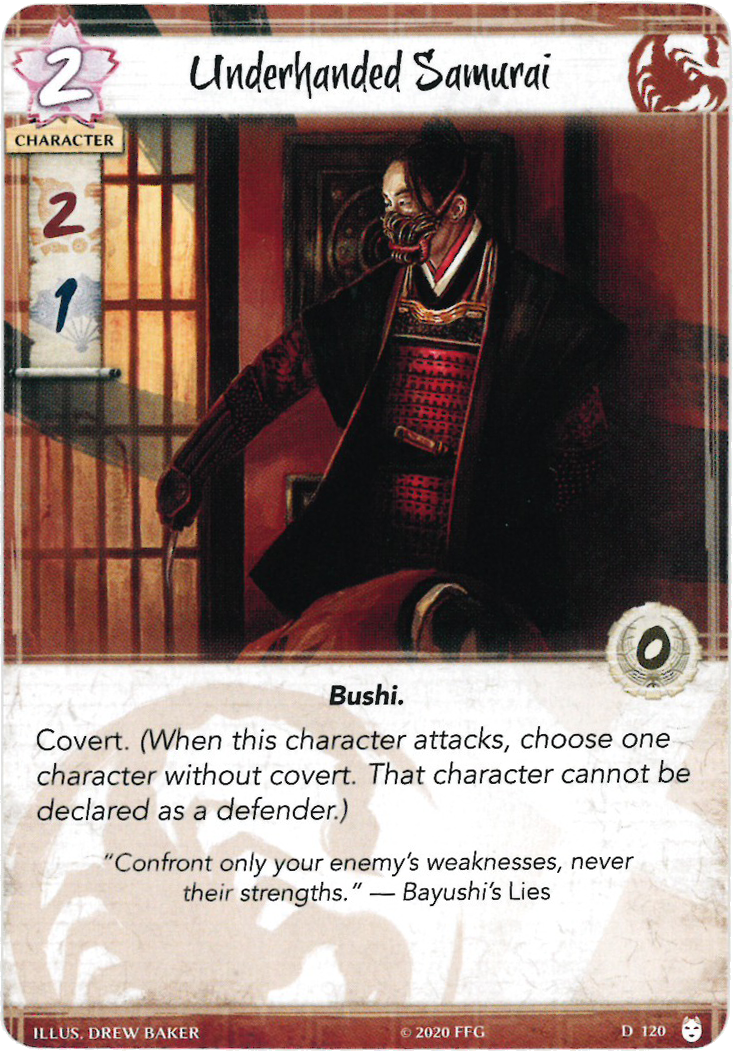 2
Underhanded Samurai
CHARACTER
2
1
0
Bushi.
Covert. (When this character attacks, choose one
character without covert. That character cannot be
declared as a defender.)
“Confront only your enemy’s weaknesses, never
their strengths.” — Bayushi’s Lies
ILLUS. DREW BAKER © 2020 FFG D 120